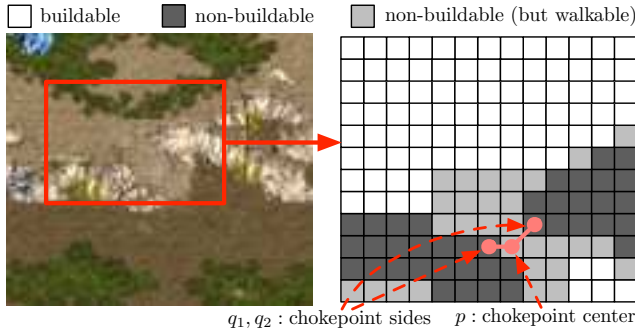 buildable non-buildable non-buildable (but walkable)
q₁, q₂ : chokepoint sides p : chokepoint center